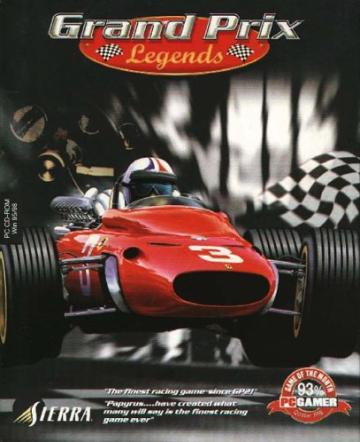 Grand Prix
Legends
PC CD-ROM
Win 95/98
3
"The finest racing game since GP2!"
"Papyrus....have created what
many will say is the finest racing
game ever"
SIERRA
GAME OF THE MONTH
93%
PC GAMER